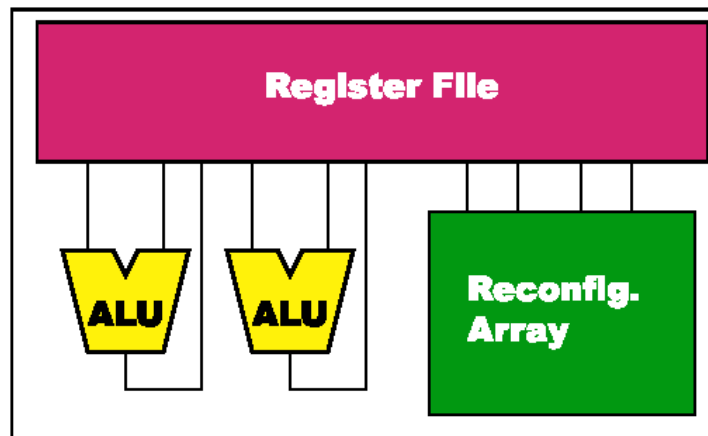 Register File
ALU
ALU
Reconfig.
Array